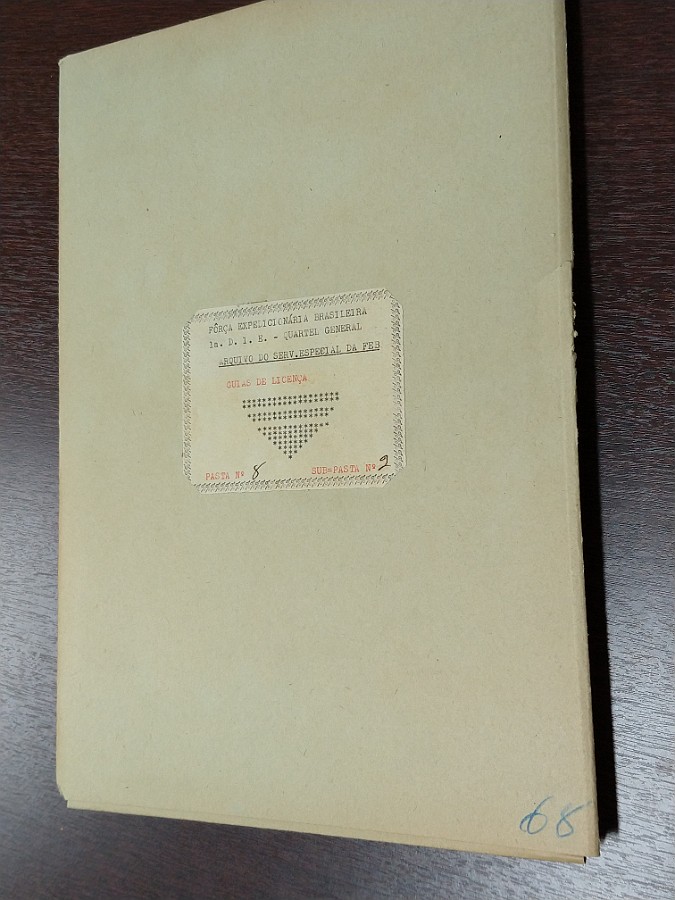 FÔRÇA EXPEDICIONÁRIA BRASILEIRA
1a. D. I. E. - QUARTEL GENERAL
ARQUIVO DO SERV.ESPECIAL DA FEB
GUIAS DE LICENÇA
PASTA Nº 8 SUB=PASTA Nº 2
68